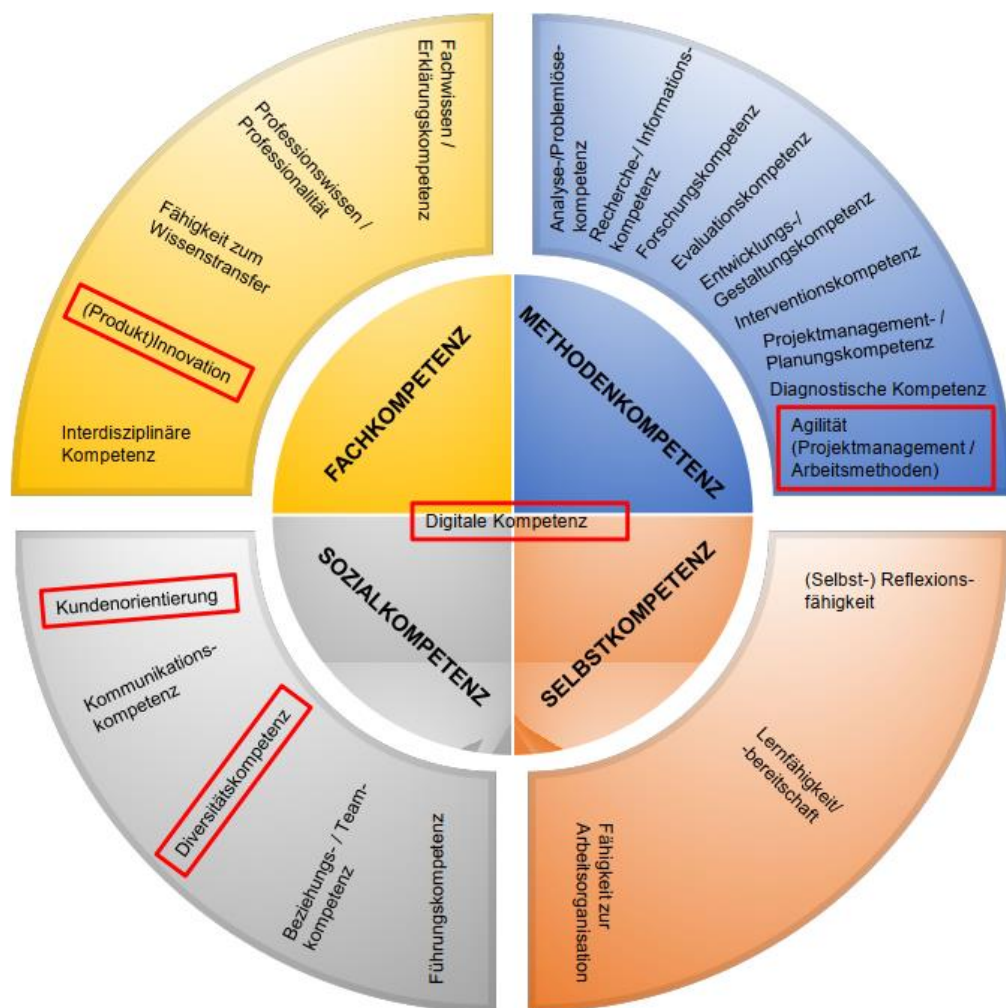 Fachwissen /
Erklärungskompetenz
Professionswissen /
Professionalität
Fähigkeit zum
Wissenstransfer
(Produkt)Innovation
Interdisziplinäre
Kompetenz
FACHKOMPETENZ
Analyse-/Problemlöse-
kompetenz
Recherche-/ Informations-
kompetenz
Forschungskompetenz
Evaluationskompetenz
Entwicklungs-/
Gestaltungskompetenz
Interventionskompetenz
Projektmanagement- /
Planungskompetenz
Diagnostische Kompetenz
Agilität
(Projektmanagement /
Arbeitsmethoden)
METHODENKOMPETENZ
Digitale Kompetenz
SOZIALKOMPETENZ
Kundenorientierung
Kommunikations-
kompetenz
Diversitätskompetenz
Beziehungs- / Team-
kompetenz
Führungskompetenz
SELBSTKOMPETENZ
(Selbst-) Reflexions-
fähigkeit
Lernfähigkeit/
-bereitschaft
Fähigkeit zur
Arbeitsorganisation